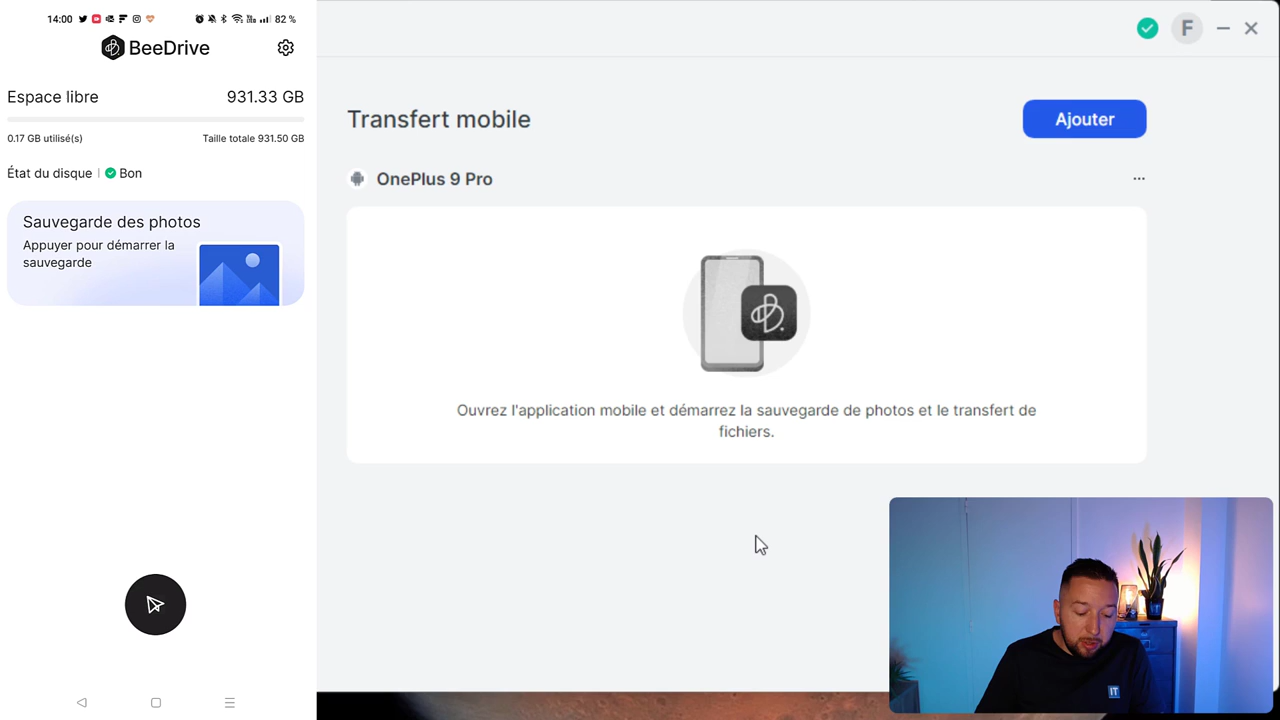 14:00
82 %
BeeDrive
Espace libre
931.33 GB
0.17 GB utilisé(s)
Taille totale 931.50 GB
État du disque | Bon
Sauvegarde des photos
Appuyer pour démarrer la
sauvegarde
F
Transfert mobile
Ajouter
OnePlus 9 Pro
...
Ouvrez l'application mobile et démarrez la sauvegarde de photos et le transfert de
fichiers.
IT